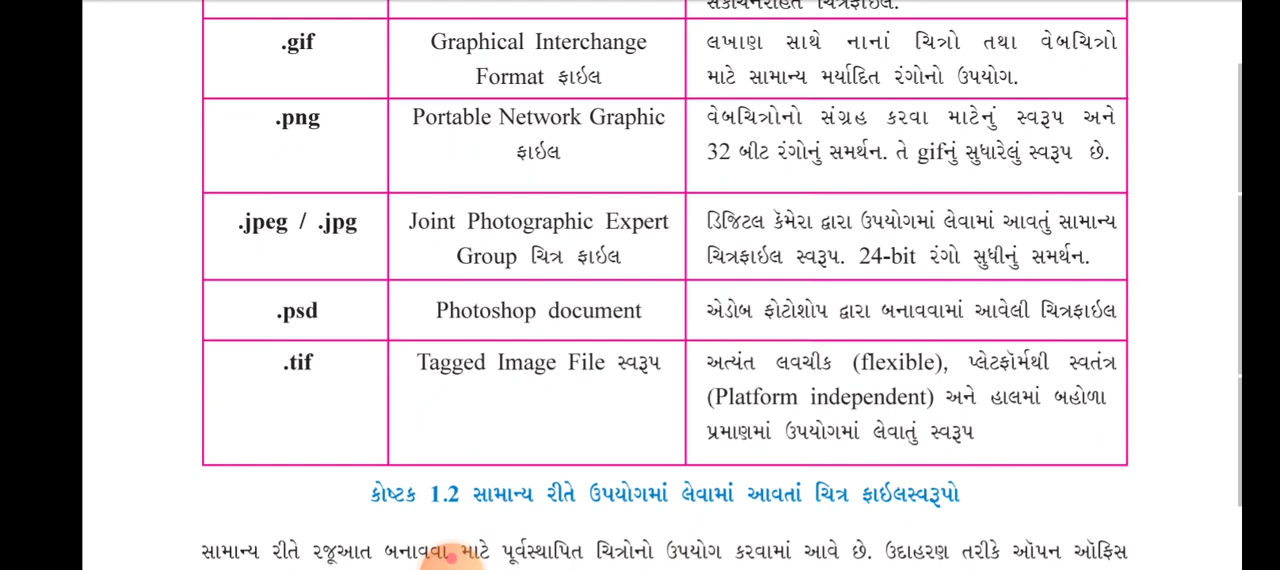 સંકોચનરહિત ચિત્રફાઇલ.
.gif
Graphical Interchange
Format ફાઇલ
લખાણ સાથે નાનાં ચિત્રો તથા વેબચિત્રો
માટે સામાન્ય મર્યાદિત રંગોનો ઉપયોગ.
.png
Portable Network Graphic
ફાઇલ
વેબચિત્રોનો સંગ્રહ કરવા માટેનું સ્વરૂપ અને
32 બીટ રંગોનું સમર્થન. તે gifનું સુધારેલું સ્વરૂપ છે.
.jpeg / .jpg
Joint Photographic Expert
Group ચિત્ર ફાઇલ
ડિજિટલ કૅમેરા દ્વારા ઉપયોગમાં લેવામાં આવતું સામાન્ય
ચિત્રફાઇલ સ્વરૂપ. 24-bit રંગો સુધીનું સમર્થન.
.psd
Photoshop document
એડોબ ફોટોશોપ દ્વારા બનાવવામાં આવેલી ચિત્રફાઇલ
.tif
Tagged Image File સ્વરૂપ
અત્યંત લવચીક (flexible), પ્લેટફૉર્મથી સ્વતંત્ર
(Platform independent) અને હાલમાં બહોળા
પ્રમાણમાં ઉપયોગમાં લેવાતું સ્વરૂપ
કોષ્ટક 1.2 સામાન્ય રીતે ઉપયોગમાં લેવામાં આવતાં ચિત્ર ફાઇલસ્વરૂપો
સામાન્ય રીતે રજૂઆત બનાવવા માટે પૂર્વસ્થાપિત ચિત્રોનો ઉપયોગ કરવામાં આવે છે. ઉદાહરણ તરીકે ઑપન ઑફિસ